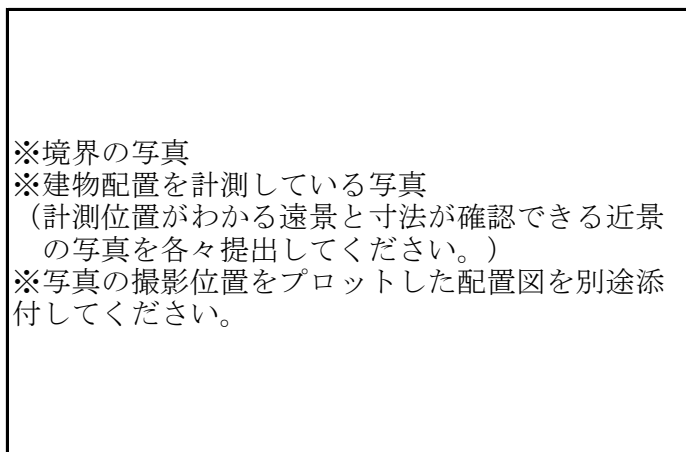 ※境界の写真
※建物配置を計測している写真
（計測位置がわかる遠景と寸法が確認できる近景
の写真を各々提出してください。）
※写真の撮影位置をプロットした配置図を別途添
付してください。